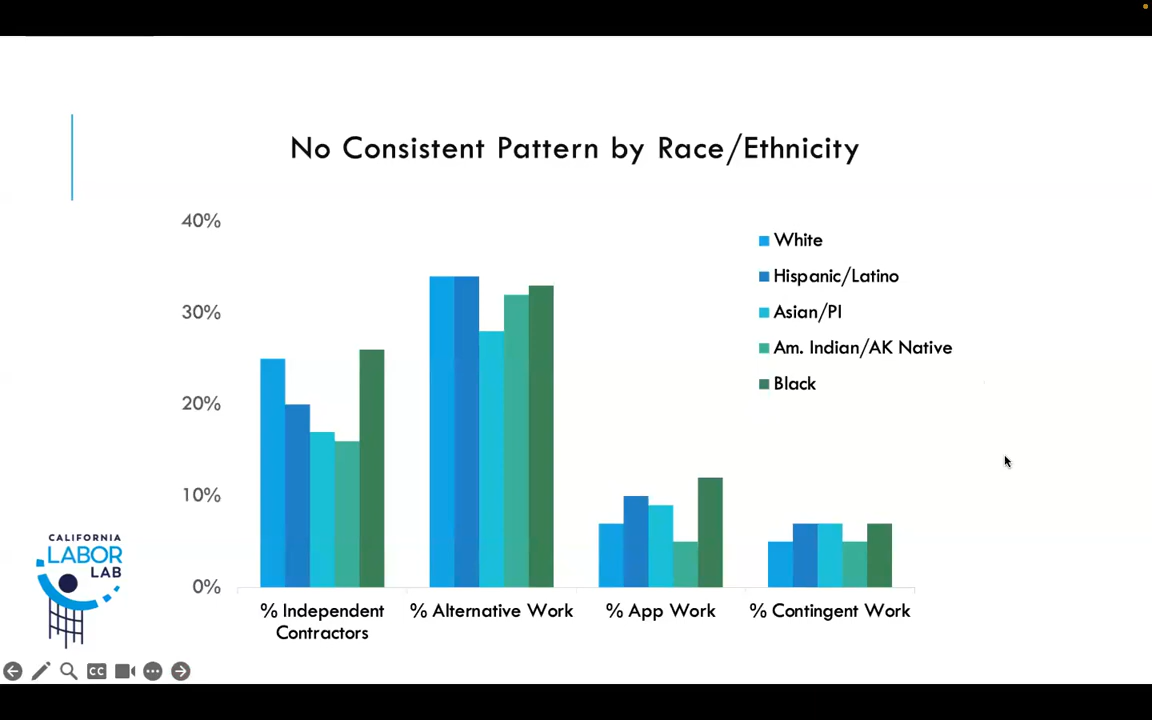 No Consistent Pattern by Race/Ethnicity
40%
30%
20%
10%
0%
White
Hispanic/Latino
Asian/PI
Am. Indian/AK Native
Black
% Independent
Contractors
% Alternative Work
% App Work
% Contingent Work
CALIFORNIA
LABOR
LAB
CC